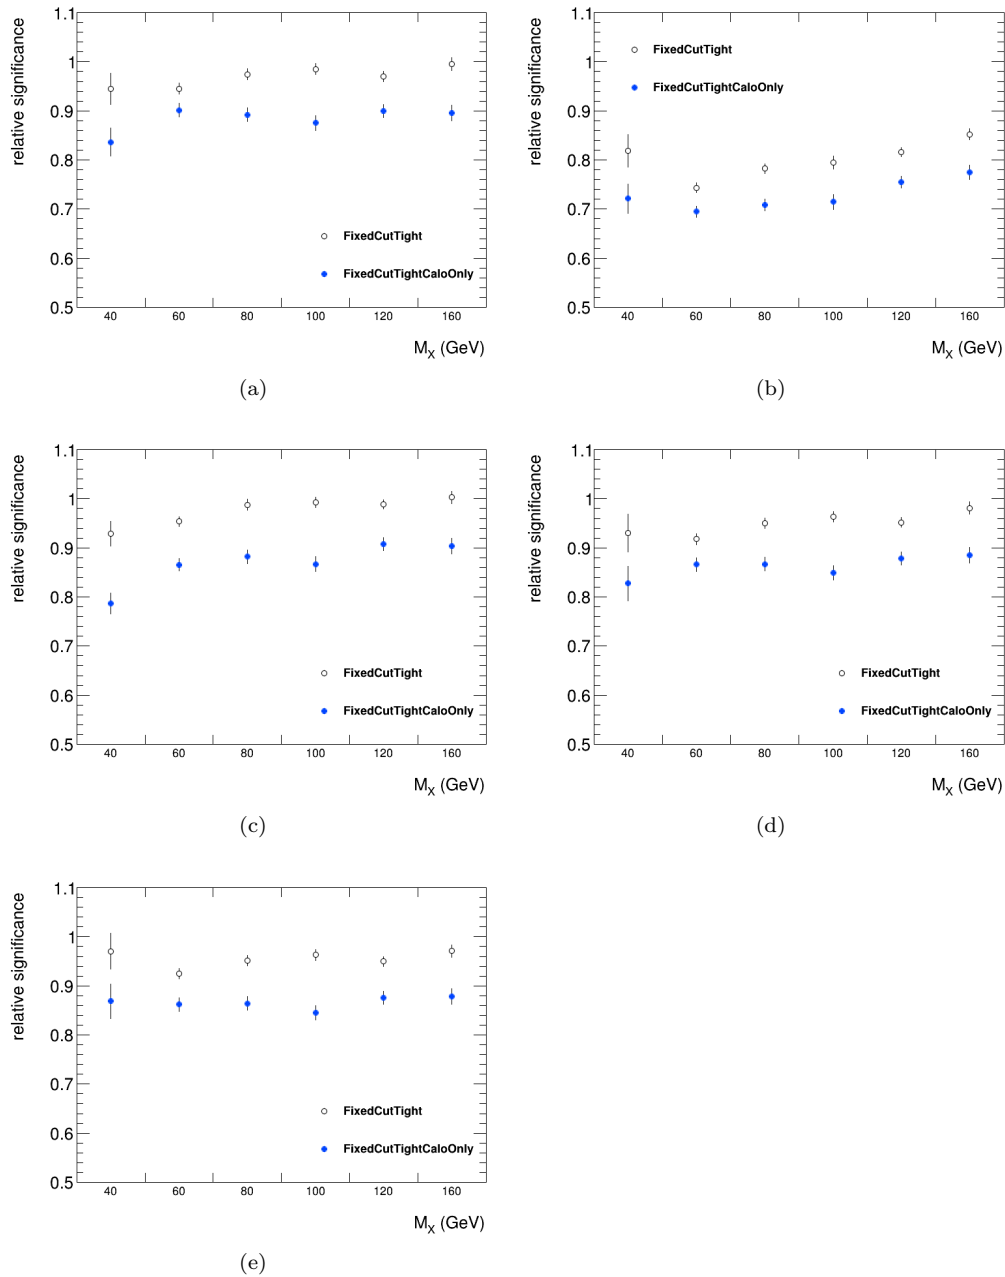 relative significance
1.1
1
0.9
0.8
0.7
0.6
0.5
FixedCutTight
FixedCutTightCaloOnly
40 60 80 100 120 160
M_X (GeV)
(a)
relative significance
1.1
1
0.9
0.8
0.7
0.6
0.5
FixedCutTight
FixedCutTightCaloOnly
40 60 80 100 120 160
M_X (GeV)
(b)
relative significance
1.1
1
0.9
0.8
0.7
0.6
0.5
FixedCutTight
FixedCutTightCaloOnly
40 60 80 100 120 160
M_X (GeV)
(c)
relative significance
1.1
1
0.9
0.8
0.7
0.6
0.5
FixedCutTight
FixedCutTightCaloOnly
40 60 80 100 120 160
M_X (GeV)
(d)
relative significance
1.1
1
0.9
0.8
0.7
0.6
0.5
FixedCutTight
FixedCutTightCaloOnly
40 60 80 100 120 160
M_X (GeV)
(e)